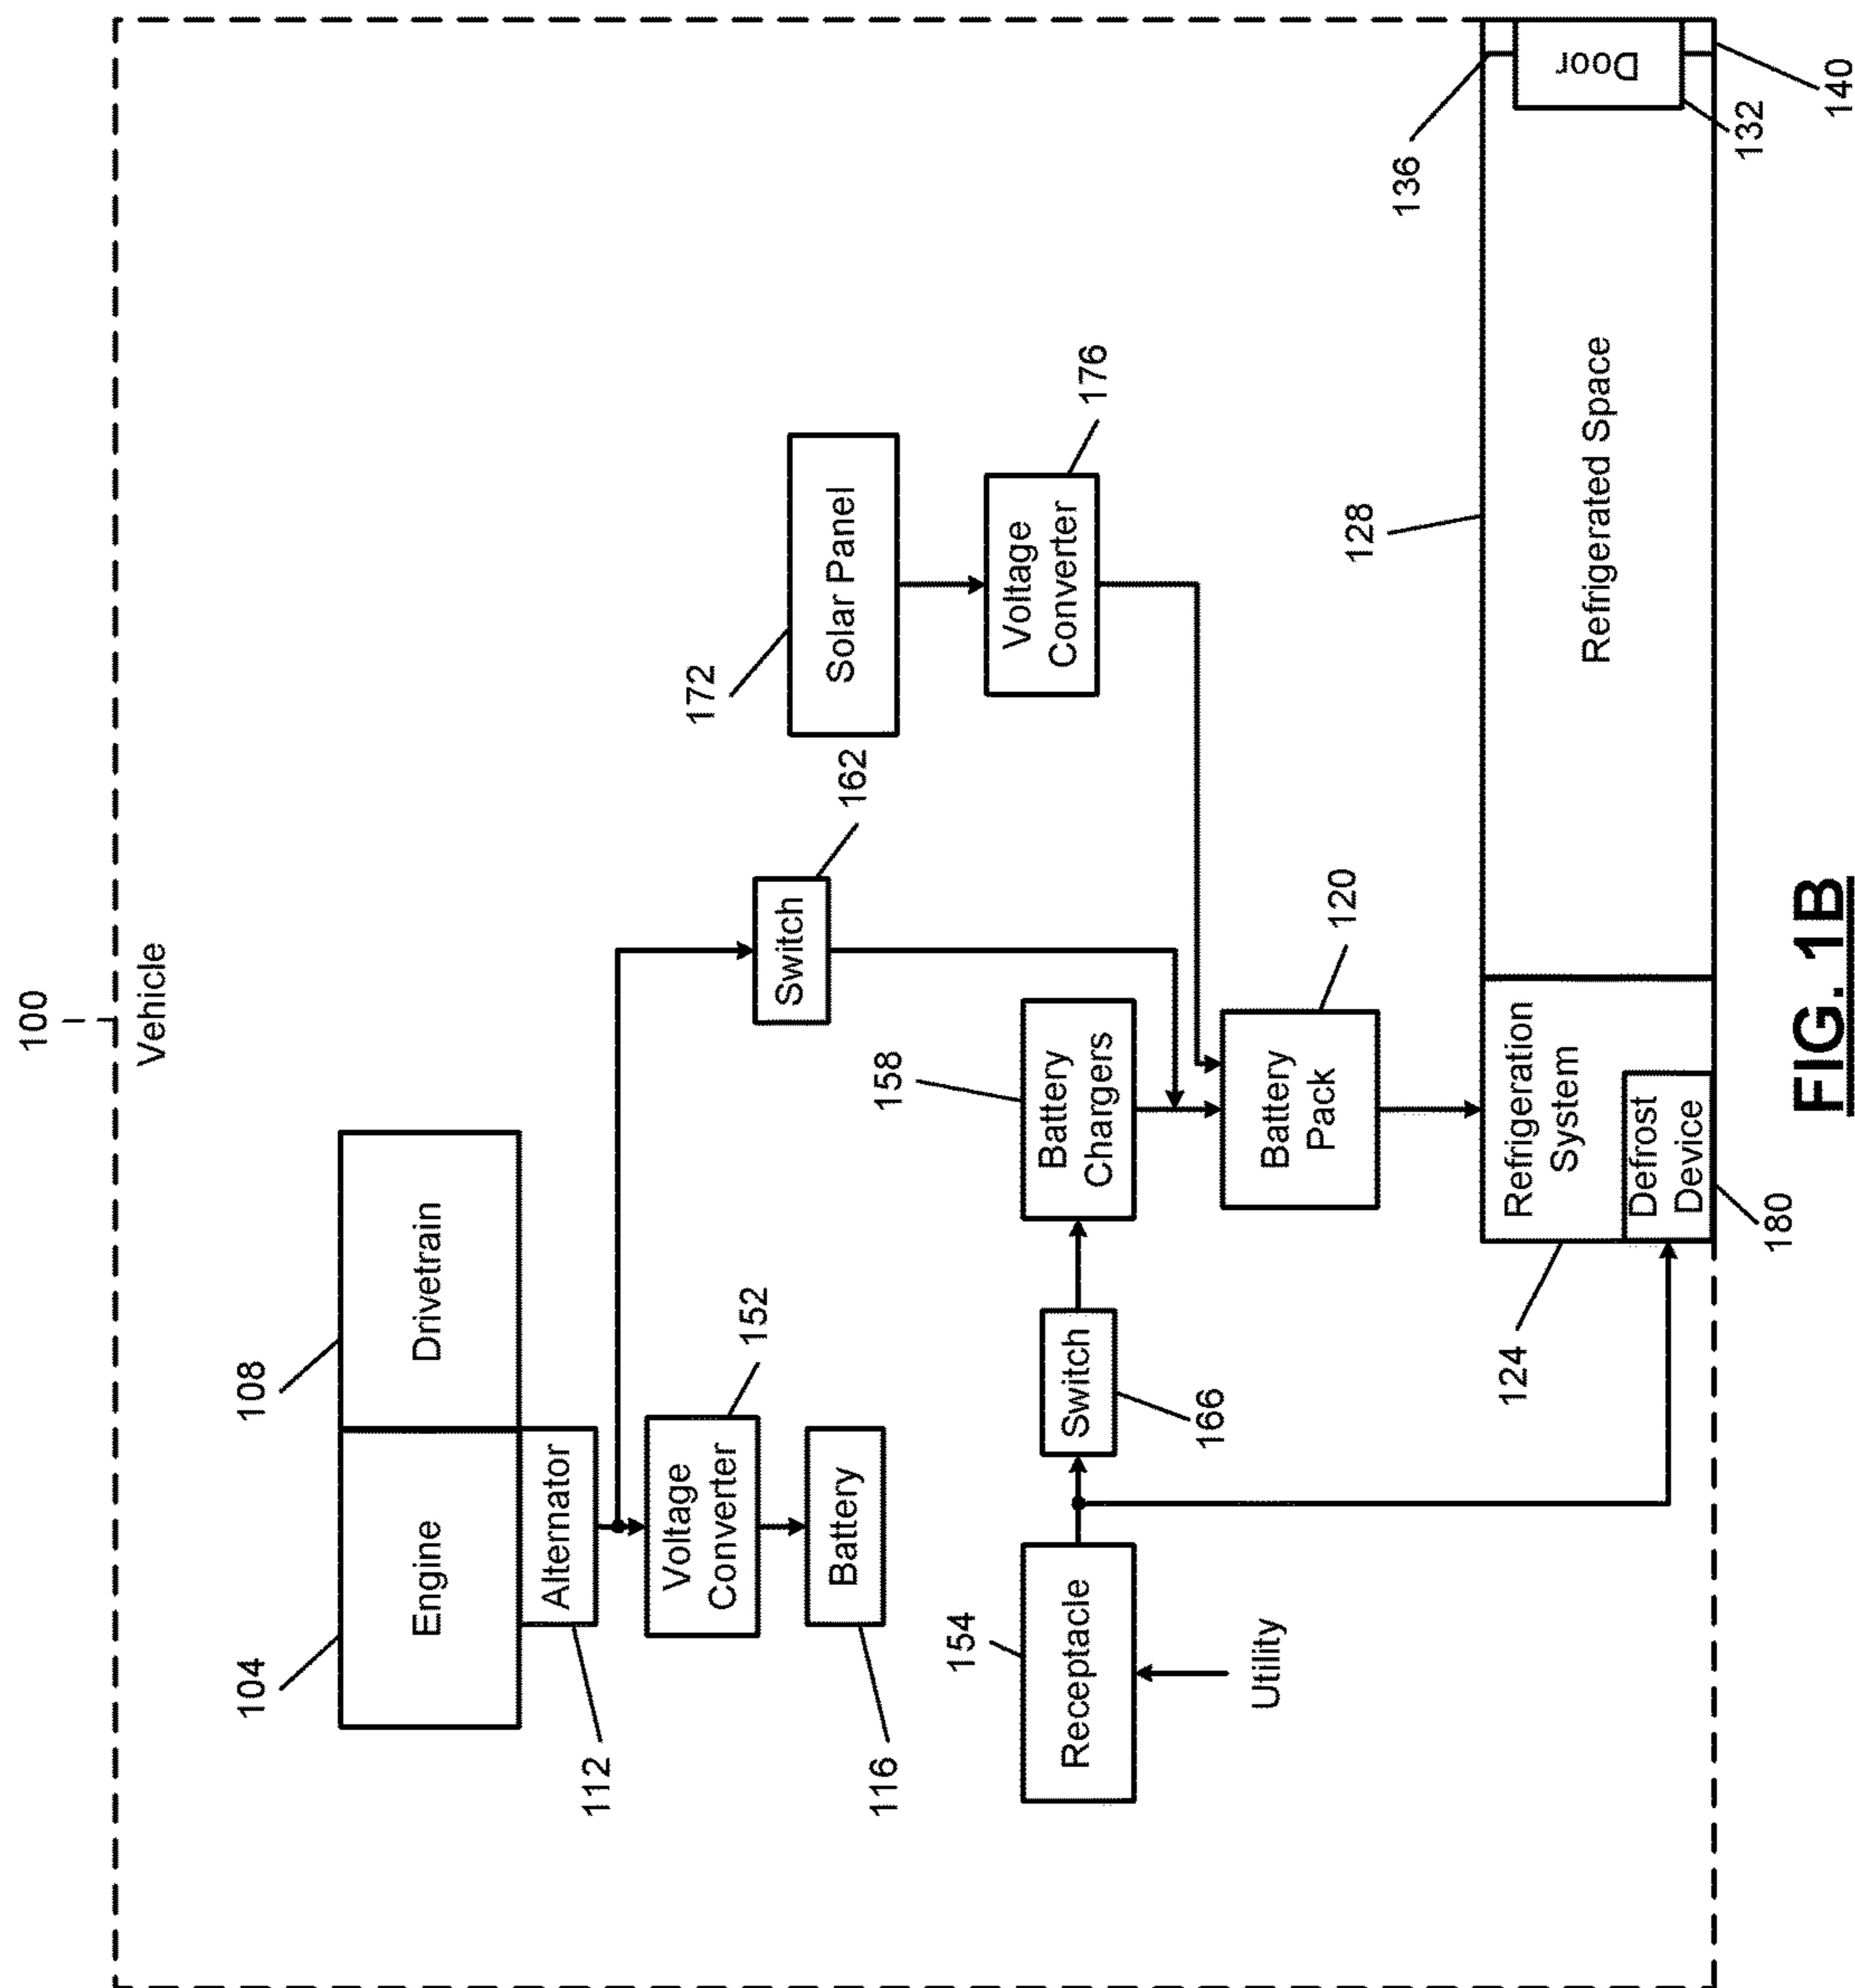 100
Vehicle
104
108
Engine
Drivetrain
Alternator
112
Voltage
Converter
152
Battery
116
Switch
162
172
Solar Panel
Voltage
Converter
176
154
Receptacle
Utility
Switch
166
158
Battery
Chargers
Battery
Pack
120
124
Refrigeration
System
Defrost
Device
180
128
Refrigerated Space
136
Door
132
140
FIG. 1B